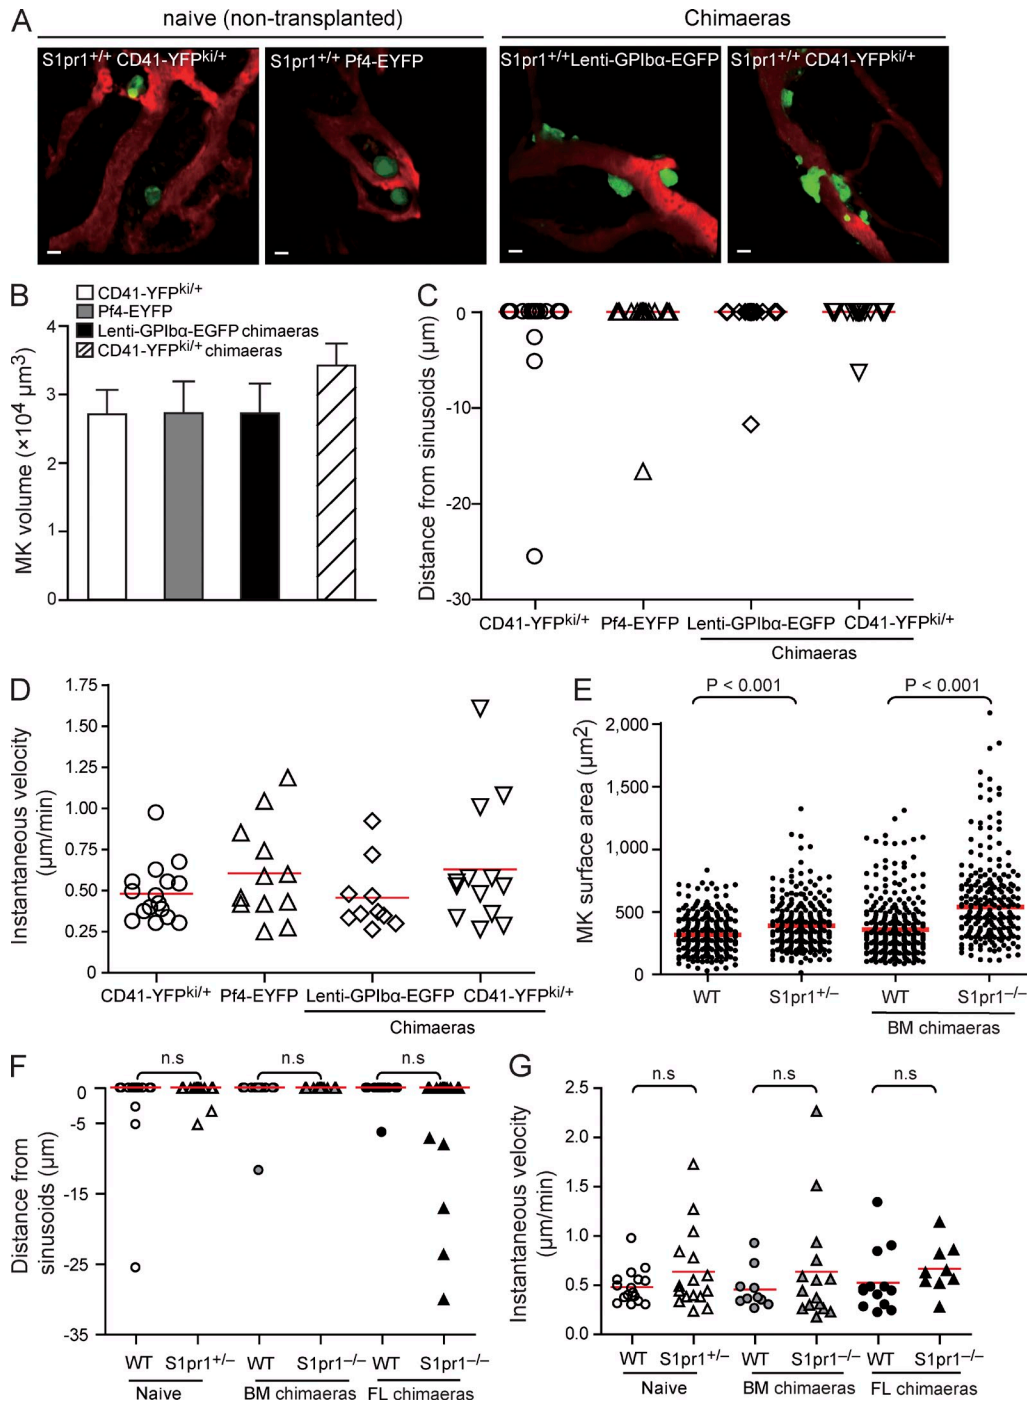 A
naive (non-transplanted)
Chimaeras
S1pr1+/+ CD41-YFPki/+
S1pr1+/+ Pf4-EYFP
S1pr1+/+Lenti-GPIbα-EGFP
S1pr1+/+ CD41-YFPki/+
B
CD41-YFPki/+
Pf4-EYFP
Lenti-GPIbα-EGFP chimaeras
CD41-YFPki/+ chimaeras
MK volume (×10⁴ µm³)
4
3
2
1
0
C
Distance from sinusoids (µm)
0
-10
-20
-30
CD41-YFPki/+
Pf4-EYFP
Lenti-GPIbα-EGFP
CD41-YFPki/+
Chimaeras
D
Instantaneous velocity
(µm/min)
1.75
1.50
1.25
1.00
0.75
0.50
0.25
0
CD41-YFPki/+
Pf4-EYFP
Lenti-GPIbα-EGFP
CD41-YFPki/+
Chimaeras
E
P < 0.001
P < 0.001
MK surface area (µm²)
2,000
1,500
1,000
500
0
WT
S1pr1+/–
WT
S1pr1–/–
BM chimaeras
F
n.s
n.s
n.s
Distance from
sinusoids (µm)
0
-5
-15
-25
-35
WT
S1pr1+/–
WT
S1pr1–/–
WT
S1pr1–/–
Naive
BM chimaeras
FL chimaeras
G
n.s
n.s
n.s
Instantaneous velocity
(µm/min)
2.5
2.0
1.5
1.0
0.5
0.0
WT
S1pr1+/–
WT
S1pr1–/–
WT
S1pr1–/–
Naive
BM chimaeras
FL chimaeras